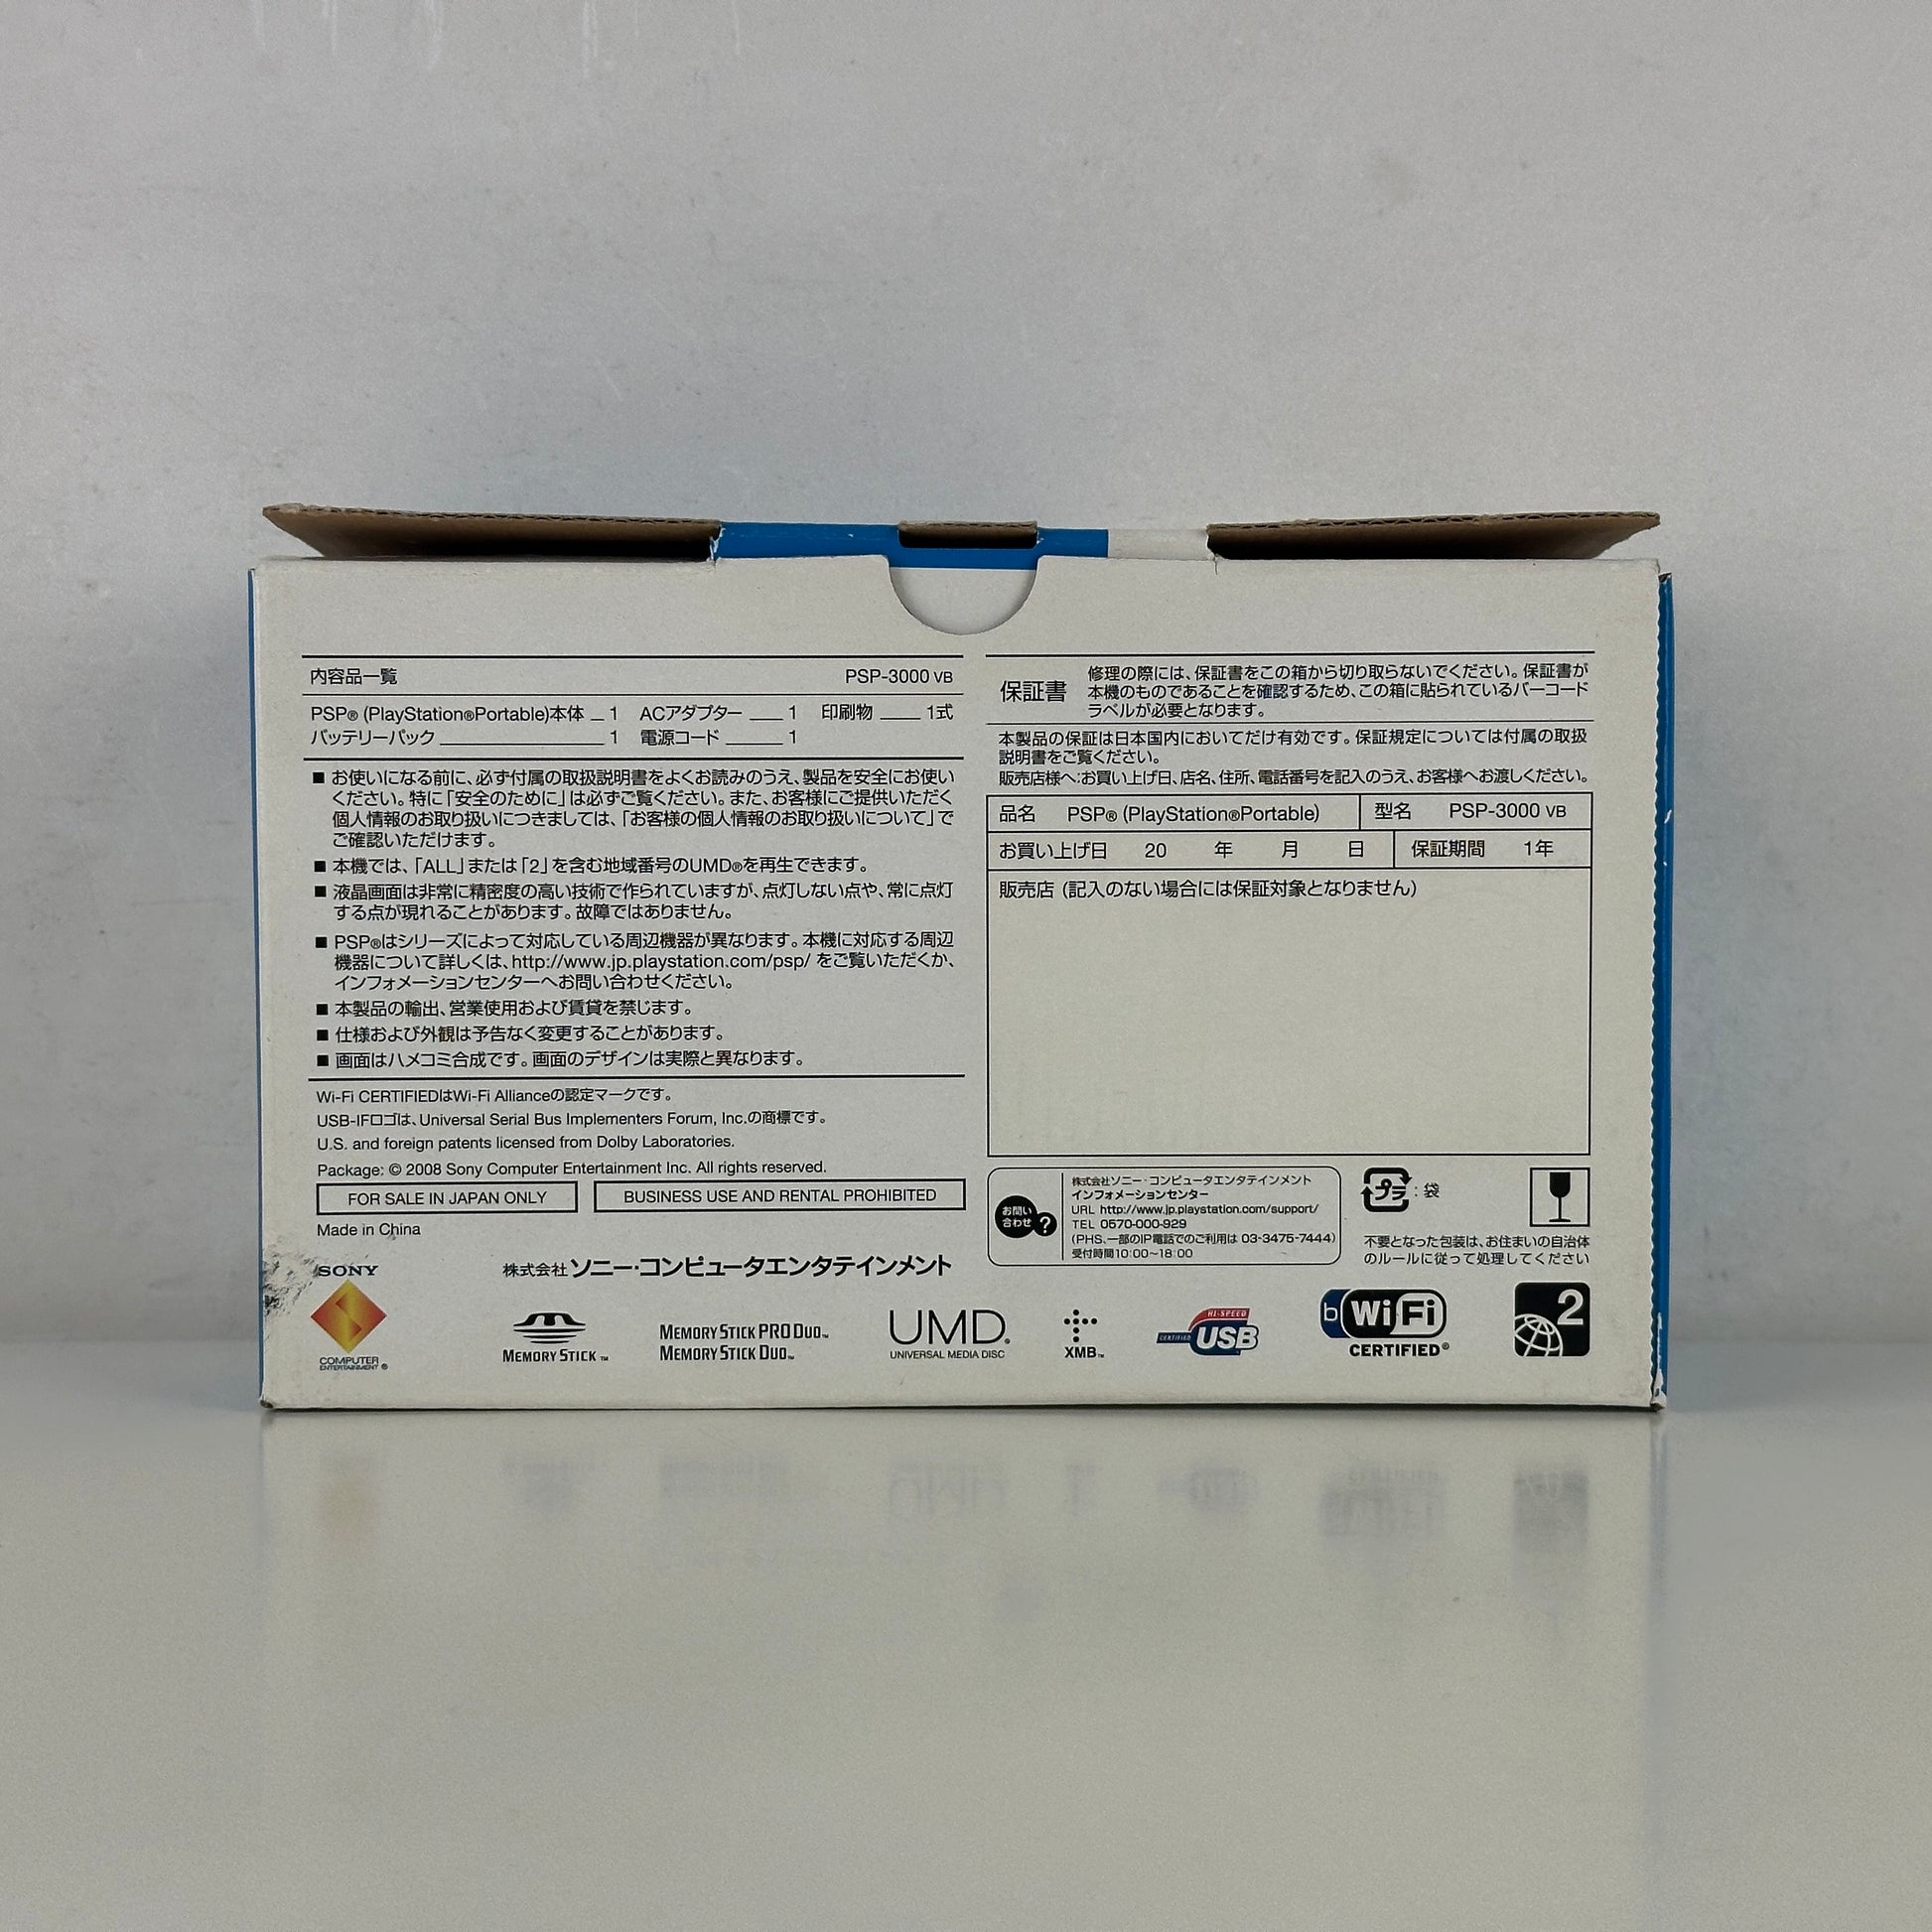 内容品一覧 PSP-3000 VB
PSP® (PlayStation®Portable)本体 1 ACアダプター 1 印刷物 1式
バッテリーパック 1 電源コード 1
■ お使いになる前に、必ず付属の取扱説明書をよくお読みのうえ、製品を安全にお使い
ください。特に「安全のために」は必ずご覧ください。また、お客様にご提供いただく
個人情報のお取り扱いにつきましては、「お客様の個人情報のお取り扱いについて」で
ご確認いただけます。
■ 本機では、「ALL」または「2」を含む地域番号のUMD®を再生できます。
■ 液晶画面は非常に精密度の高い技術で作られていますが、点灯しない点や、常に点灯
する点が現れることがあります。故障ではありません。
■ PSP®はシリーズによって対応している周辺機器が異なります。本機に対応する周辺
機器について詳しくは、http://www.jp.playstation.com/psp/ をご覧いただくか、
インフォメーションセンターへお問い合わせください。
■ 本製品の輸出、営業使用および賃貸を禁じます。
■ 仕様および外観は予告なく変更することがあります。
■ 画面はハメコミ合成です。画面のデザインは実際と異なります。
Wi-Fi CERTIFIEDはWi-Fi Allianceの認定マークです。
USB-IFロゴは、Universal Serial Bus Implementers Forum, Inc.の商標です。
U.S. and foreign patents licensed from Dolby Laboratories.
Package: © 2008 Sony Computer Entertainment Inc. All rights reserved.
FOR SALE IN JAPAN ONLY BUSINESS USE AND RENTAL PROHIBITED
Made in China
株式会社ソニー・コンピュータエンタテインメント
保証書
修理の際には、保証書をこの箱から切り取らないでください。保証書が
本機のものであることを確認するため、この箱に貼られているバーコード
ラベルが必要となります。
本製品の保証は日本国内においてだけ有効です。保証規定については付属の取扱
説明書をご覧ください。
販売店様へ:お買い上げ日、店名、住所、電話番号を記入のうえ、お客様へお渡しください。
品名 PSP® (PlayStation®Portable) 型名 PSP-3000 VB
お買い上げ日 20 年 月 日 保証期間 1年
販売店 (記入のない場合には保証対象となりません)
お問い
合わせ ?
株式会社ソニー・コンピュータエンタテインメント
インフォメーションセンター
URL http://www.jp.playstation.com/support/
TEL 0570-000-929
(PHS、一部のIP電話でのご利用は 03-3475-7444)
受付時間10:00〜18:00
プラ : 袋
不要となった包装は、お住まいの自治体
のルールに従って処理してください
SONY
COMPUTER
ENTERTAINMENT®
MEMORY STICK™
MEMORY STICK PRO DUO™
MEMORY STICK DUO™
UMD®
UNIVERSAL MEDIA DISC
XMB™
HI-SPEED
CERTIFIED USB
b Wi Fi
CERTIFIED®
2